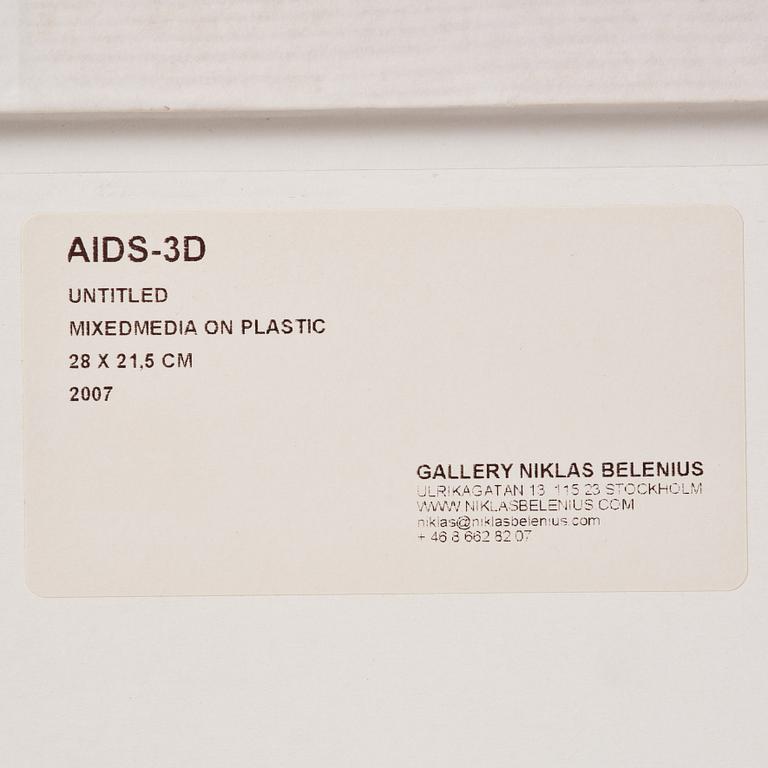 AIDS-3D
UNTITLED
MIXEDMEDIA ON PLASTIC
28 X 21,5 CM
2007
GALLERY NIKLAS BELENIUS
ULRIKAGATAN 13 115 23 STOCKHOLM
WWW.NIKLASBELENIUS.COM
niklas@niklasbelenius.com
+ 46 8 662 82 07